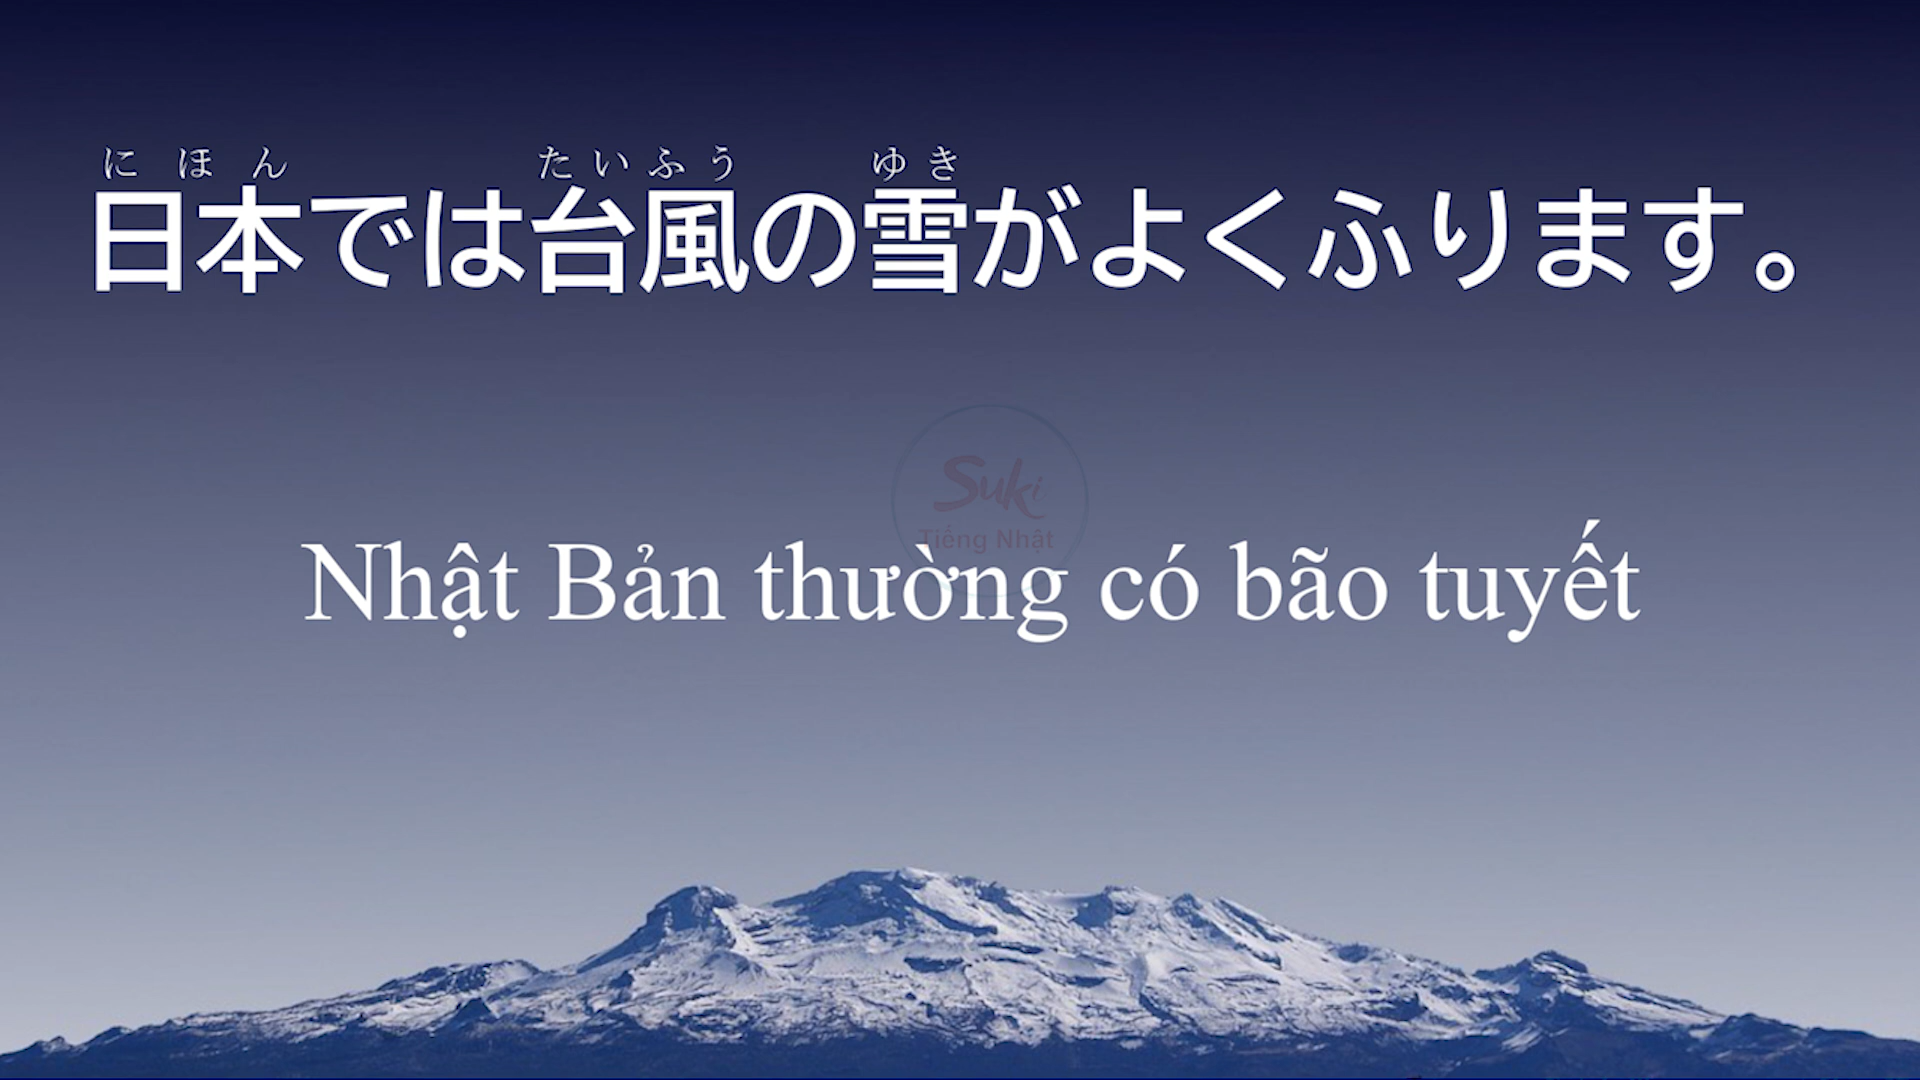 に ほ ん た い ふ う ゆ き
日本では台風の雪がよくふります。
Suki
Tiếng Nhật
Nhật Bản thường có bão tuyết